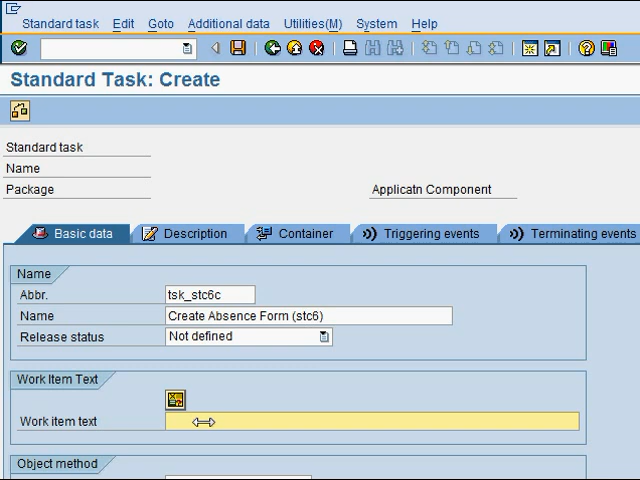 Standard task Edit Goto Additional data Utilities(M) System Help
Standard Task: Create
Standard task
Name
Package Applicatn Component
Basic data Description Container Triggering events Terminating events
Name
Abbr. tsk_stc6c
Name Create Absence Form (stc6)
Release status Not defined
Work Item Text
Work item text
Object method